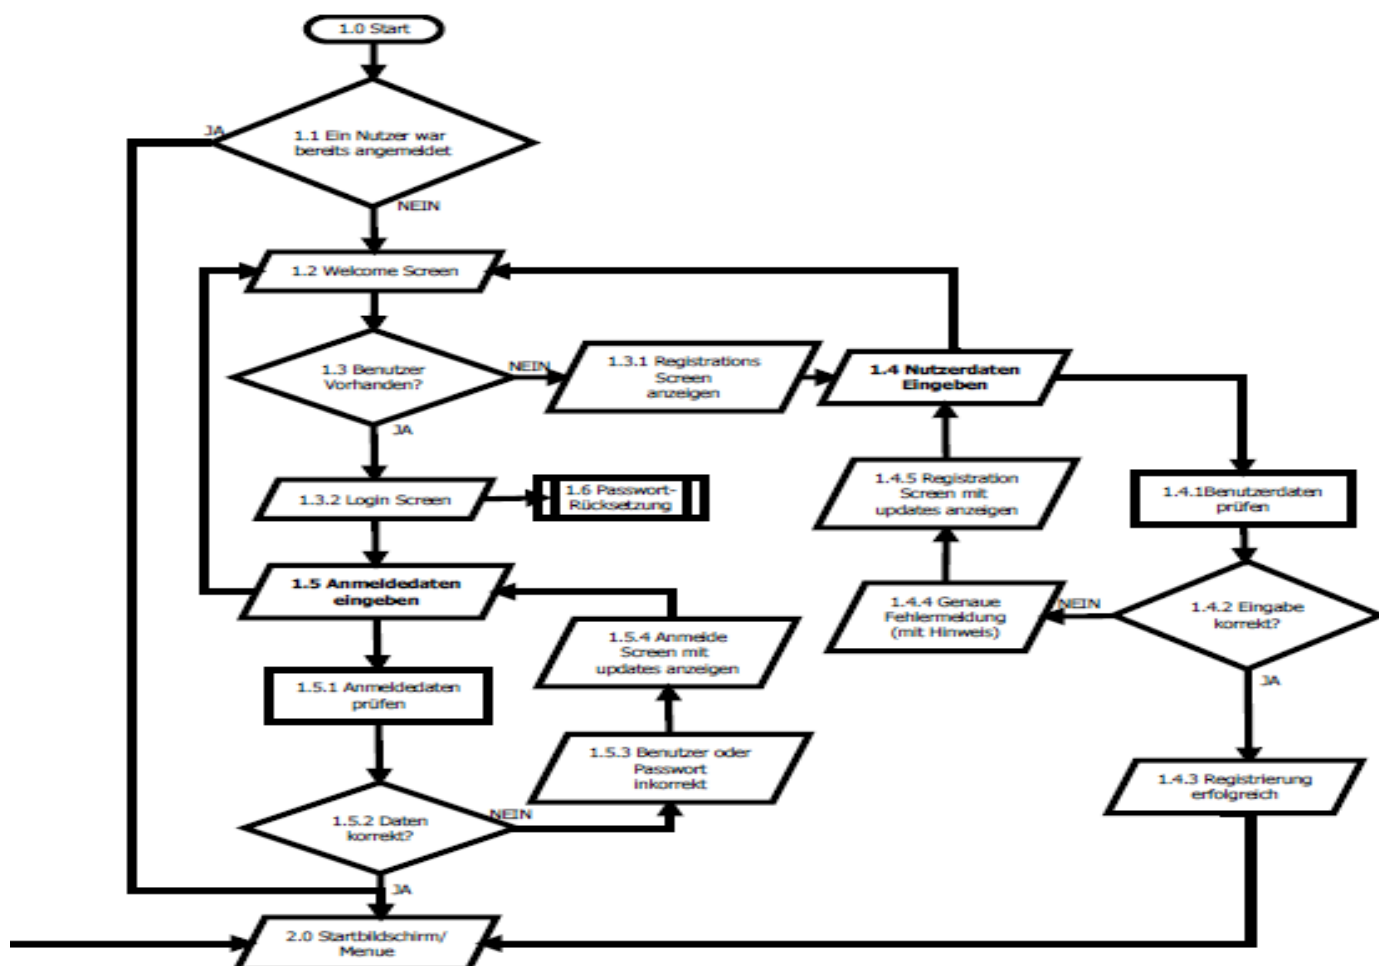 1.0 Start
JA
1.1 Ein Nutzer war
bereits angemeldet
NEIN
1.2 Welcome Screen
1.3 Benutzer
Vorhanden?
NEIN
1.3.1 Registrations
Screen
anzeigen
1.4 Nutzerdaten
Eingeben
JA
1.3.2 Login Screen
1.6 Passwort-
Rücksetzung
1.4.5 Registration
Screen mit
updates anzeigen
1.4.1Benutzerdaten
prüfen
1.5 Anmeldedaten
eingeben
1.4.4 Genaue
Fehlermeldung
(mit Hinweis)
NEIN
1.4.2 Eingabe
korrekt?
1.5.4 Anmelde
Screen mit
updates anzeigen
JA
1.5.1 Anmeldedaten
prüfen
1.5.3 Benutzer oder
Passwort
inkorrekt
1.4.3 Registrierung
erfolgreich
1.5.2 Daten
korrekt?
NEIN
JA
2.0 Startbildschirm/
Menue